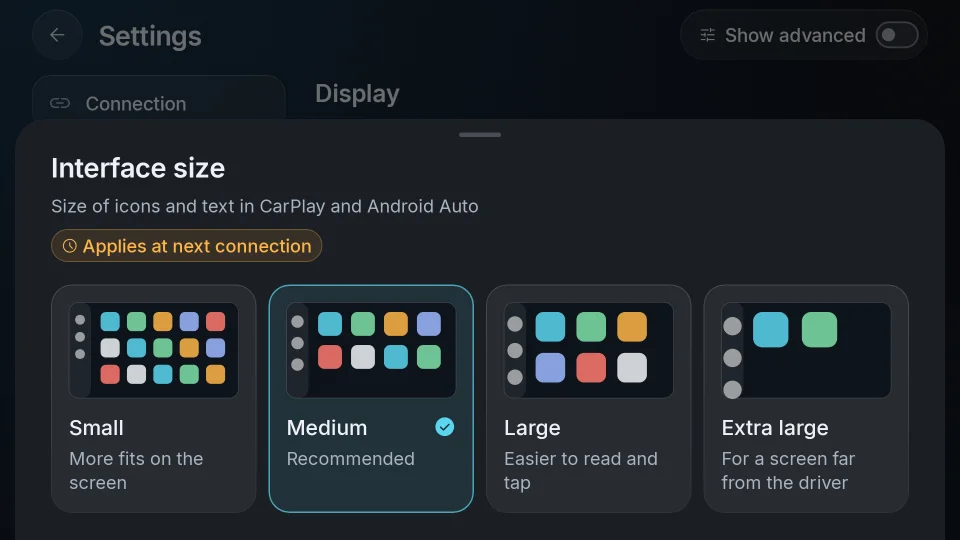 Settings
Show advanced
Connection
Display
Interface size
Size of icons and text in CarPlay and Android Auto
Applies at next connection
Small
More fits on the
screen
Medium
Recommended
Large
Easier to read and
tap
Extra large
For a screen far
from the driver